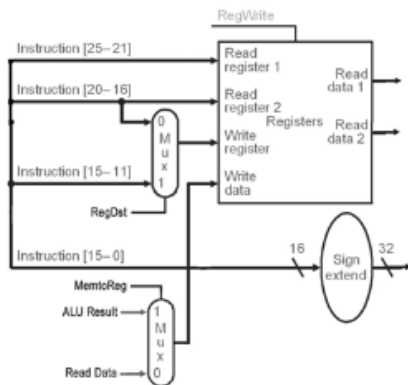 RegWrite
Instruction [25– 21]
Read
register 1
Read
data 1
Instruction [20– 16]
Read
register 2
Registers
Read
data 2
0
M
u
x
1
Write
register
Instruction [15– 11]
Write
data
RegDst
Instruction [15– 0]
16
Sign
extend
32
MemtoReg
ALU Result
1
M
u
x
0
Read Data